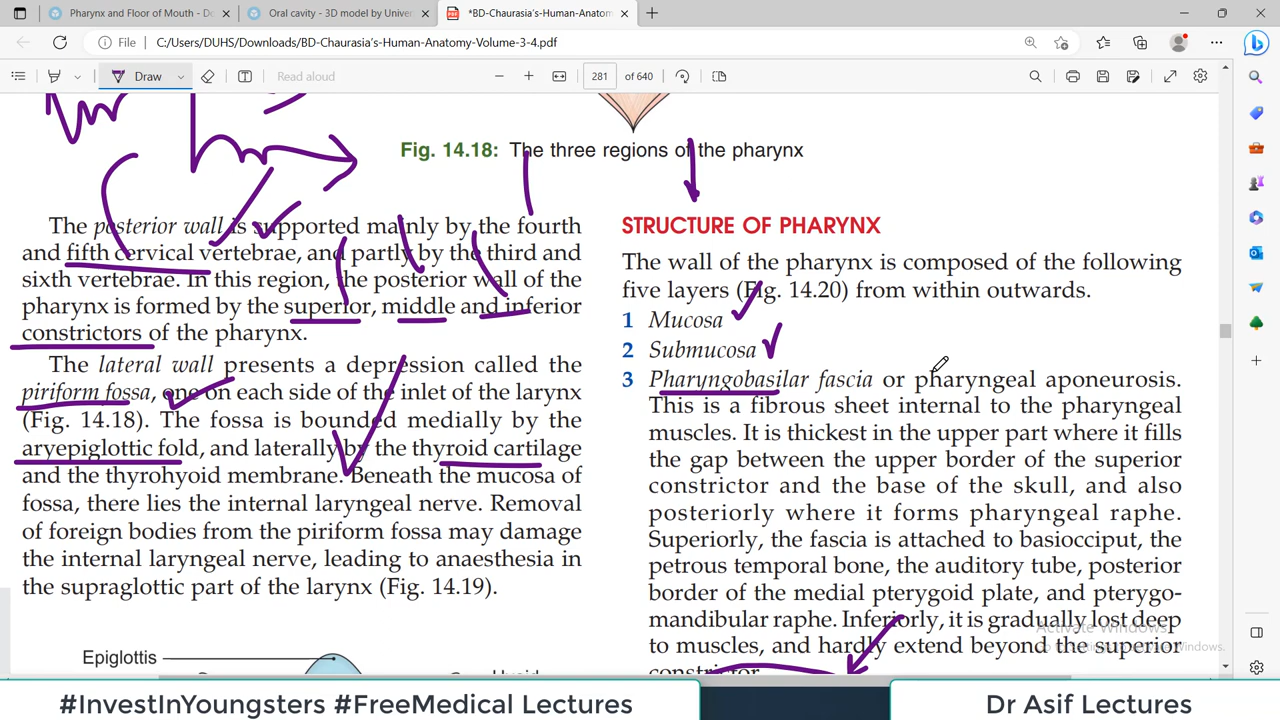 Pharynx and Floor of Mouth - De
Oral cavity - 3D model by Univer
*BD-Chaurasia's-Human-Anatom
File
C:/Users/DUHS/Downloads/BD-Chaurasia's-Human-Anatomy-Volume-3-4.pdf
Draw
Read aloud
281 of 640
Fig. 14.18: The three regions of the pharynx
The posterior wall is supported mainly by the fourth
and fifth cervical vertebrae, and partly by the third and
sixth vertebrae. In this region, the posterior wall of the
pharynx is formed by the superior, middle and inferior
constrictors of the pharynx.
The lateral wall presents a depression called the
piriform fossa, one on each side of the inlet of the larynx
(Fig. 14.18). The fossa is bounded medially by the
aryepiglottic fold, and laterally by the thyroid cartilage
and the thyrohyoid membrane. Beneath the mucosa of
fossa, there lies the internal laryngeal nerve. Removal
of foreign bodies from the piriform fossa may damage
the internal laryngeal nerve, leading to anaesthesia in
the supraglottic part of the larynx (Fig. 14.19).
Epiglottis
STRUCTURE OF PHARYNX
The wall of the pharynx is composed of the following
five layers (Fig. 14.20) from within outwards.
1 Mucosa
2 Submucosa
3 Pharyngobasilar fascia or pharyngeal aponeurosis.
This is a fibrous sheet internal to the pharyngeal
muscles. It is thickest in the upper part where it fills
the gap between the upper border of the superior
constrictor and the base of the skull, and also
posteriorly where it forms pharyngeal raphe.
Superiorly, the fascia is attached to basiocciput, the
petrous temporal bone, the auditory tube, posterior
border of the medial pterygoid plate, and pterygo-
mandibular raphe. Inferiorly, it is gradually lost deep
to muscles, and hardly extend beyond the superior
constrictor.
Activate Windows
#InvestInYoungsters #FreeMedical Lectures
Dr Asif Lectures